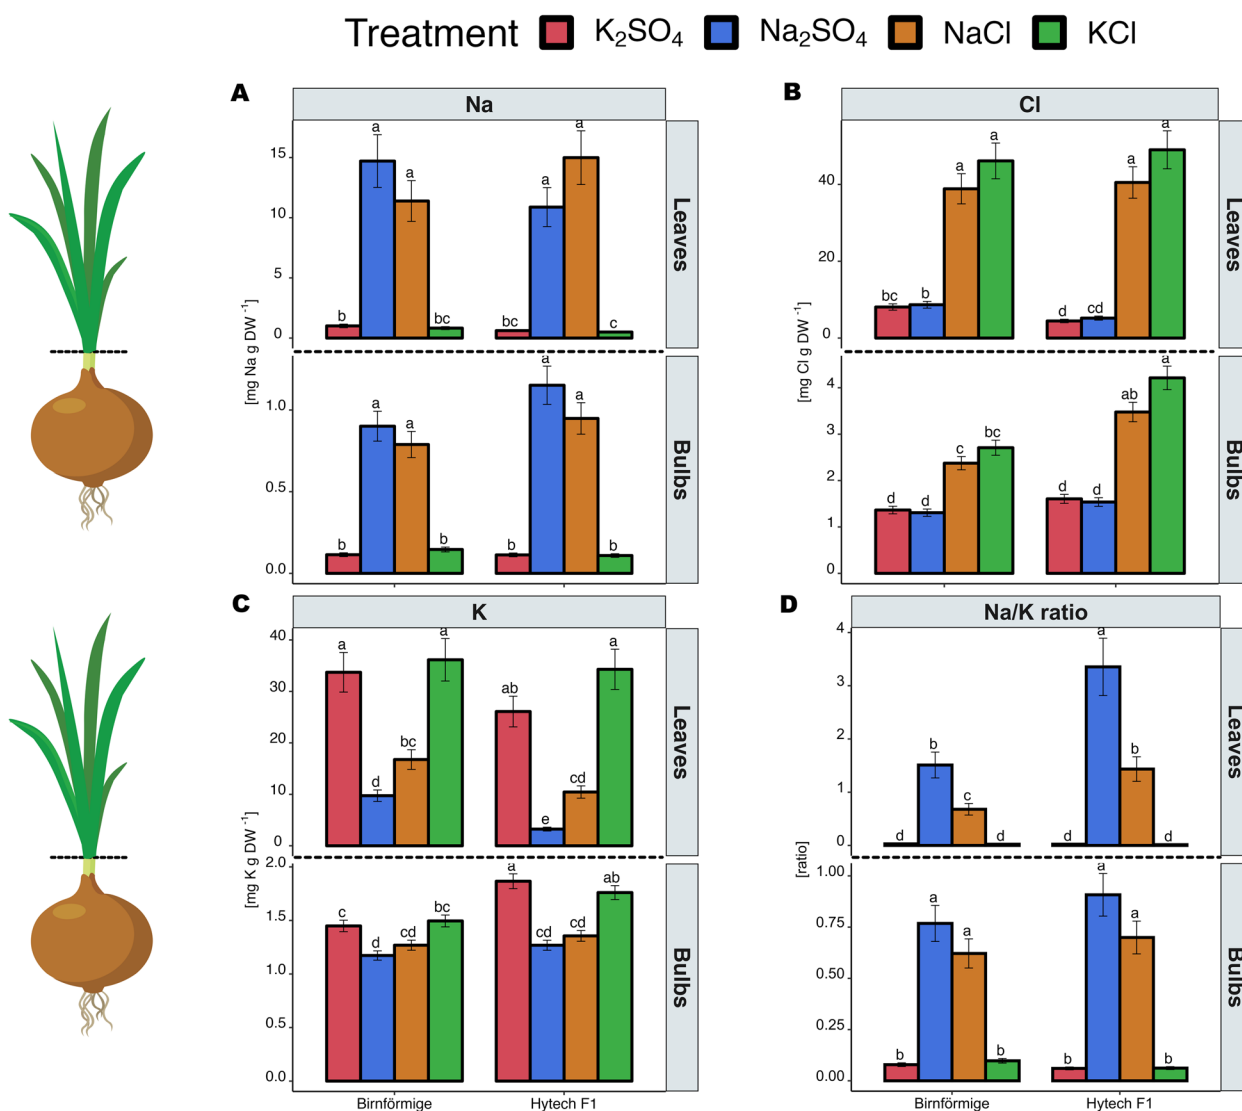 Treatment K₂SO₄ Na₂SO₄ NaCl KCl
A
Na
[mg Na g DW ⁻¹]
15
10
5
0
a
a
b
bc
a
a
bc
c
Leaves
1.0
0.5
0.0
a
a
b
b
a
a
b
b
Bulbs
B
Cl
[mg Cl g DW ⁻¹]
40
20
0
bc
b
a
a
d
cd
a
a
Leaves
4
3
2
1
0
d
d
c
bc
d
d
ab
a
Bulbs
C
K
[mg K g DW ⁻¹]
40
30
20
10
0
a
d
bc
a
ab
e
cd
a
Leaves
2.0
1.5
1.0
0.5
0.0
c
d
cd
bc
a
cd
cd
ab
Bulbs
Birnförmige Hytech F1
D
Na/K ratio
[ratio]
4
3
2
1
0
d
b
c
d
d
a
b
d
Leaves
1.00
0.75
0.50
0.25
0.00
b
a
a
b
b
a
a
b
Bulbs
Birnförmige Hytech F1